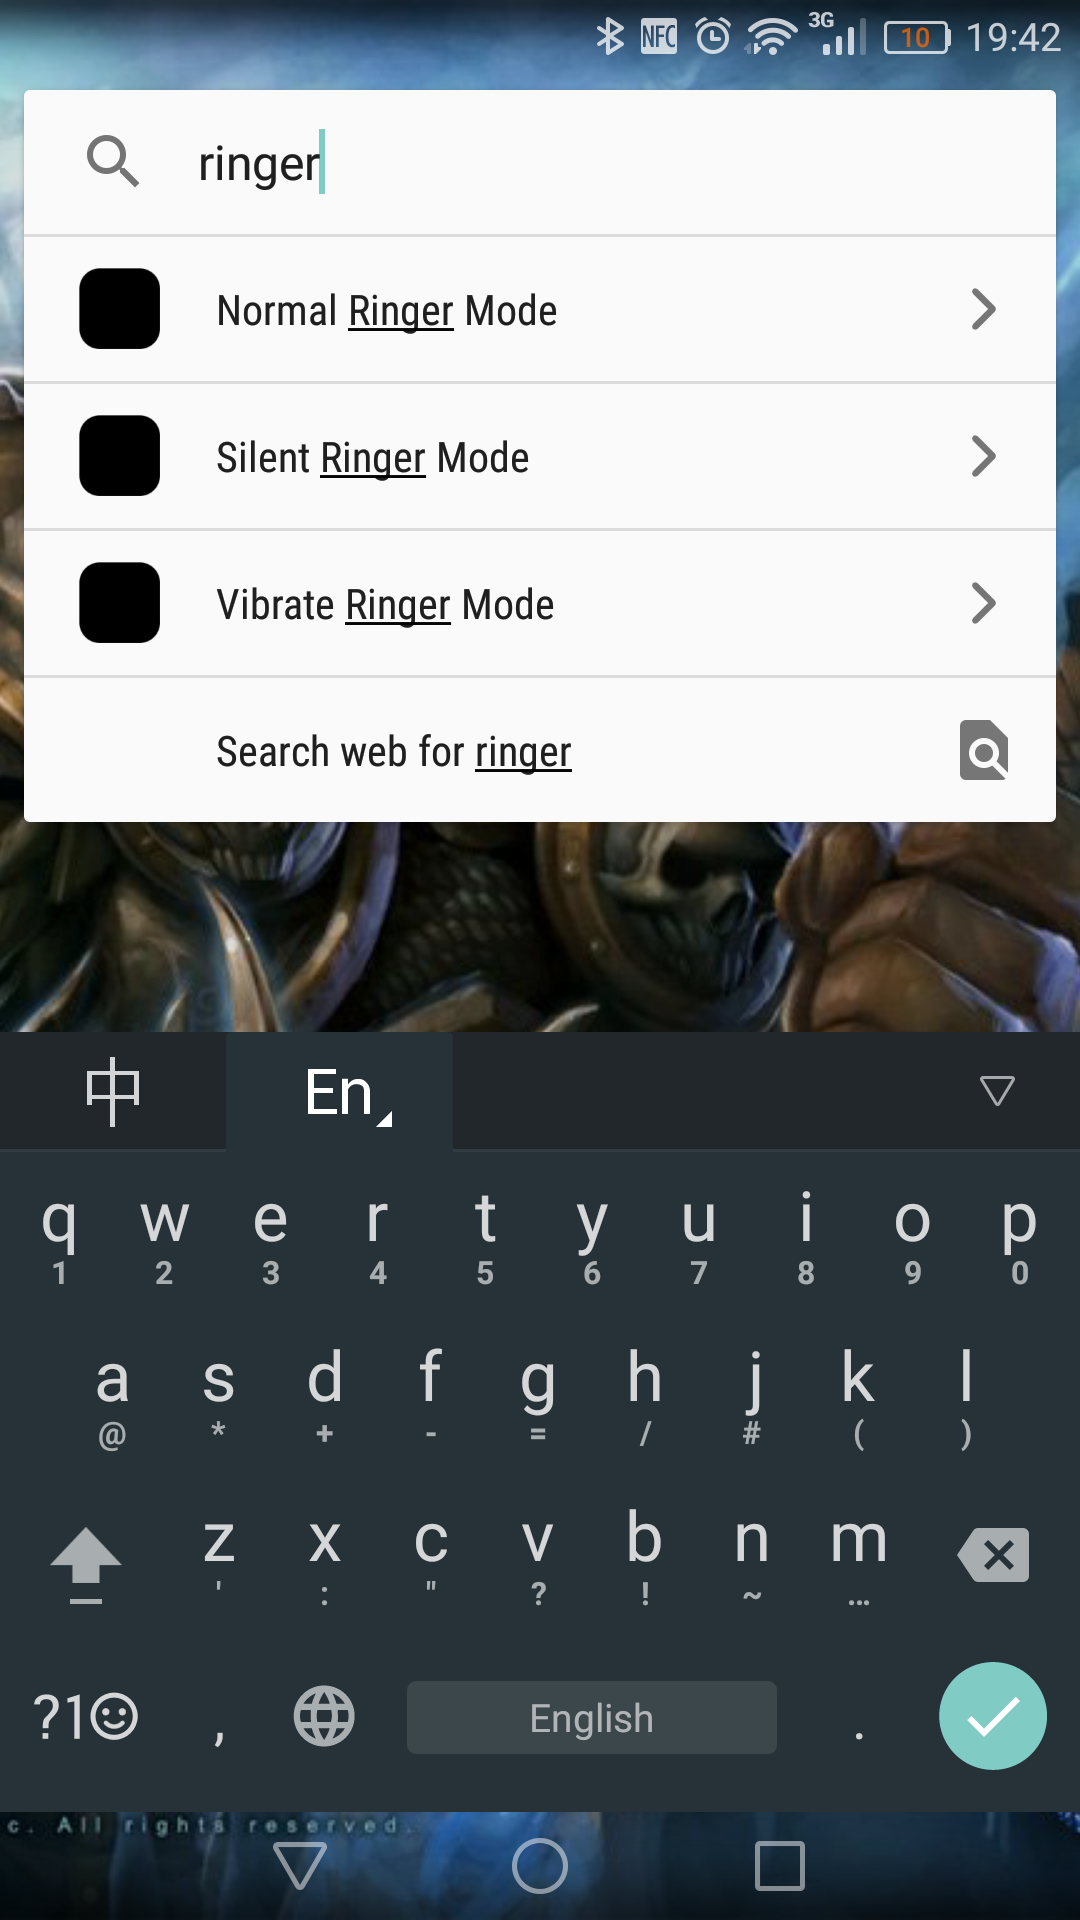 NFC 3G 10 19:42
ringer
Normal Ringer Mode
Silent Ringer Mode
Vibrate Ringer Mode
Search web for ringer
中 En
q w e r t y u i o p
1 2 3 4 5 6 7 8 9 0
a s d f g h j k l
@ * + - = / # ( )
z x c v b n m
' : " ? ! ~ …
?1☺ , English .
c. All rights reserved.